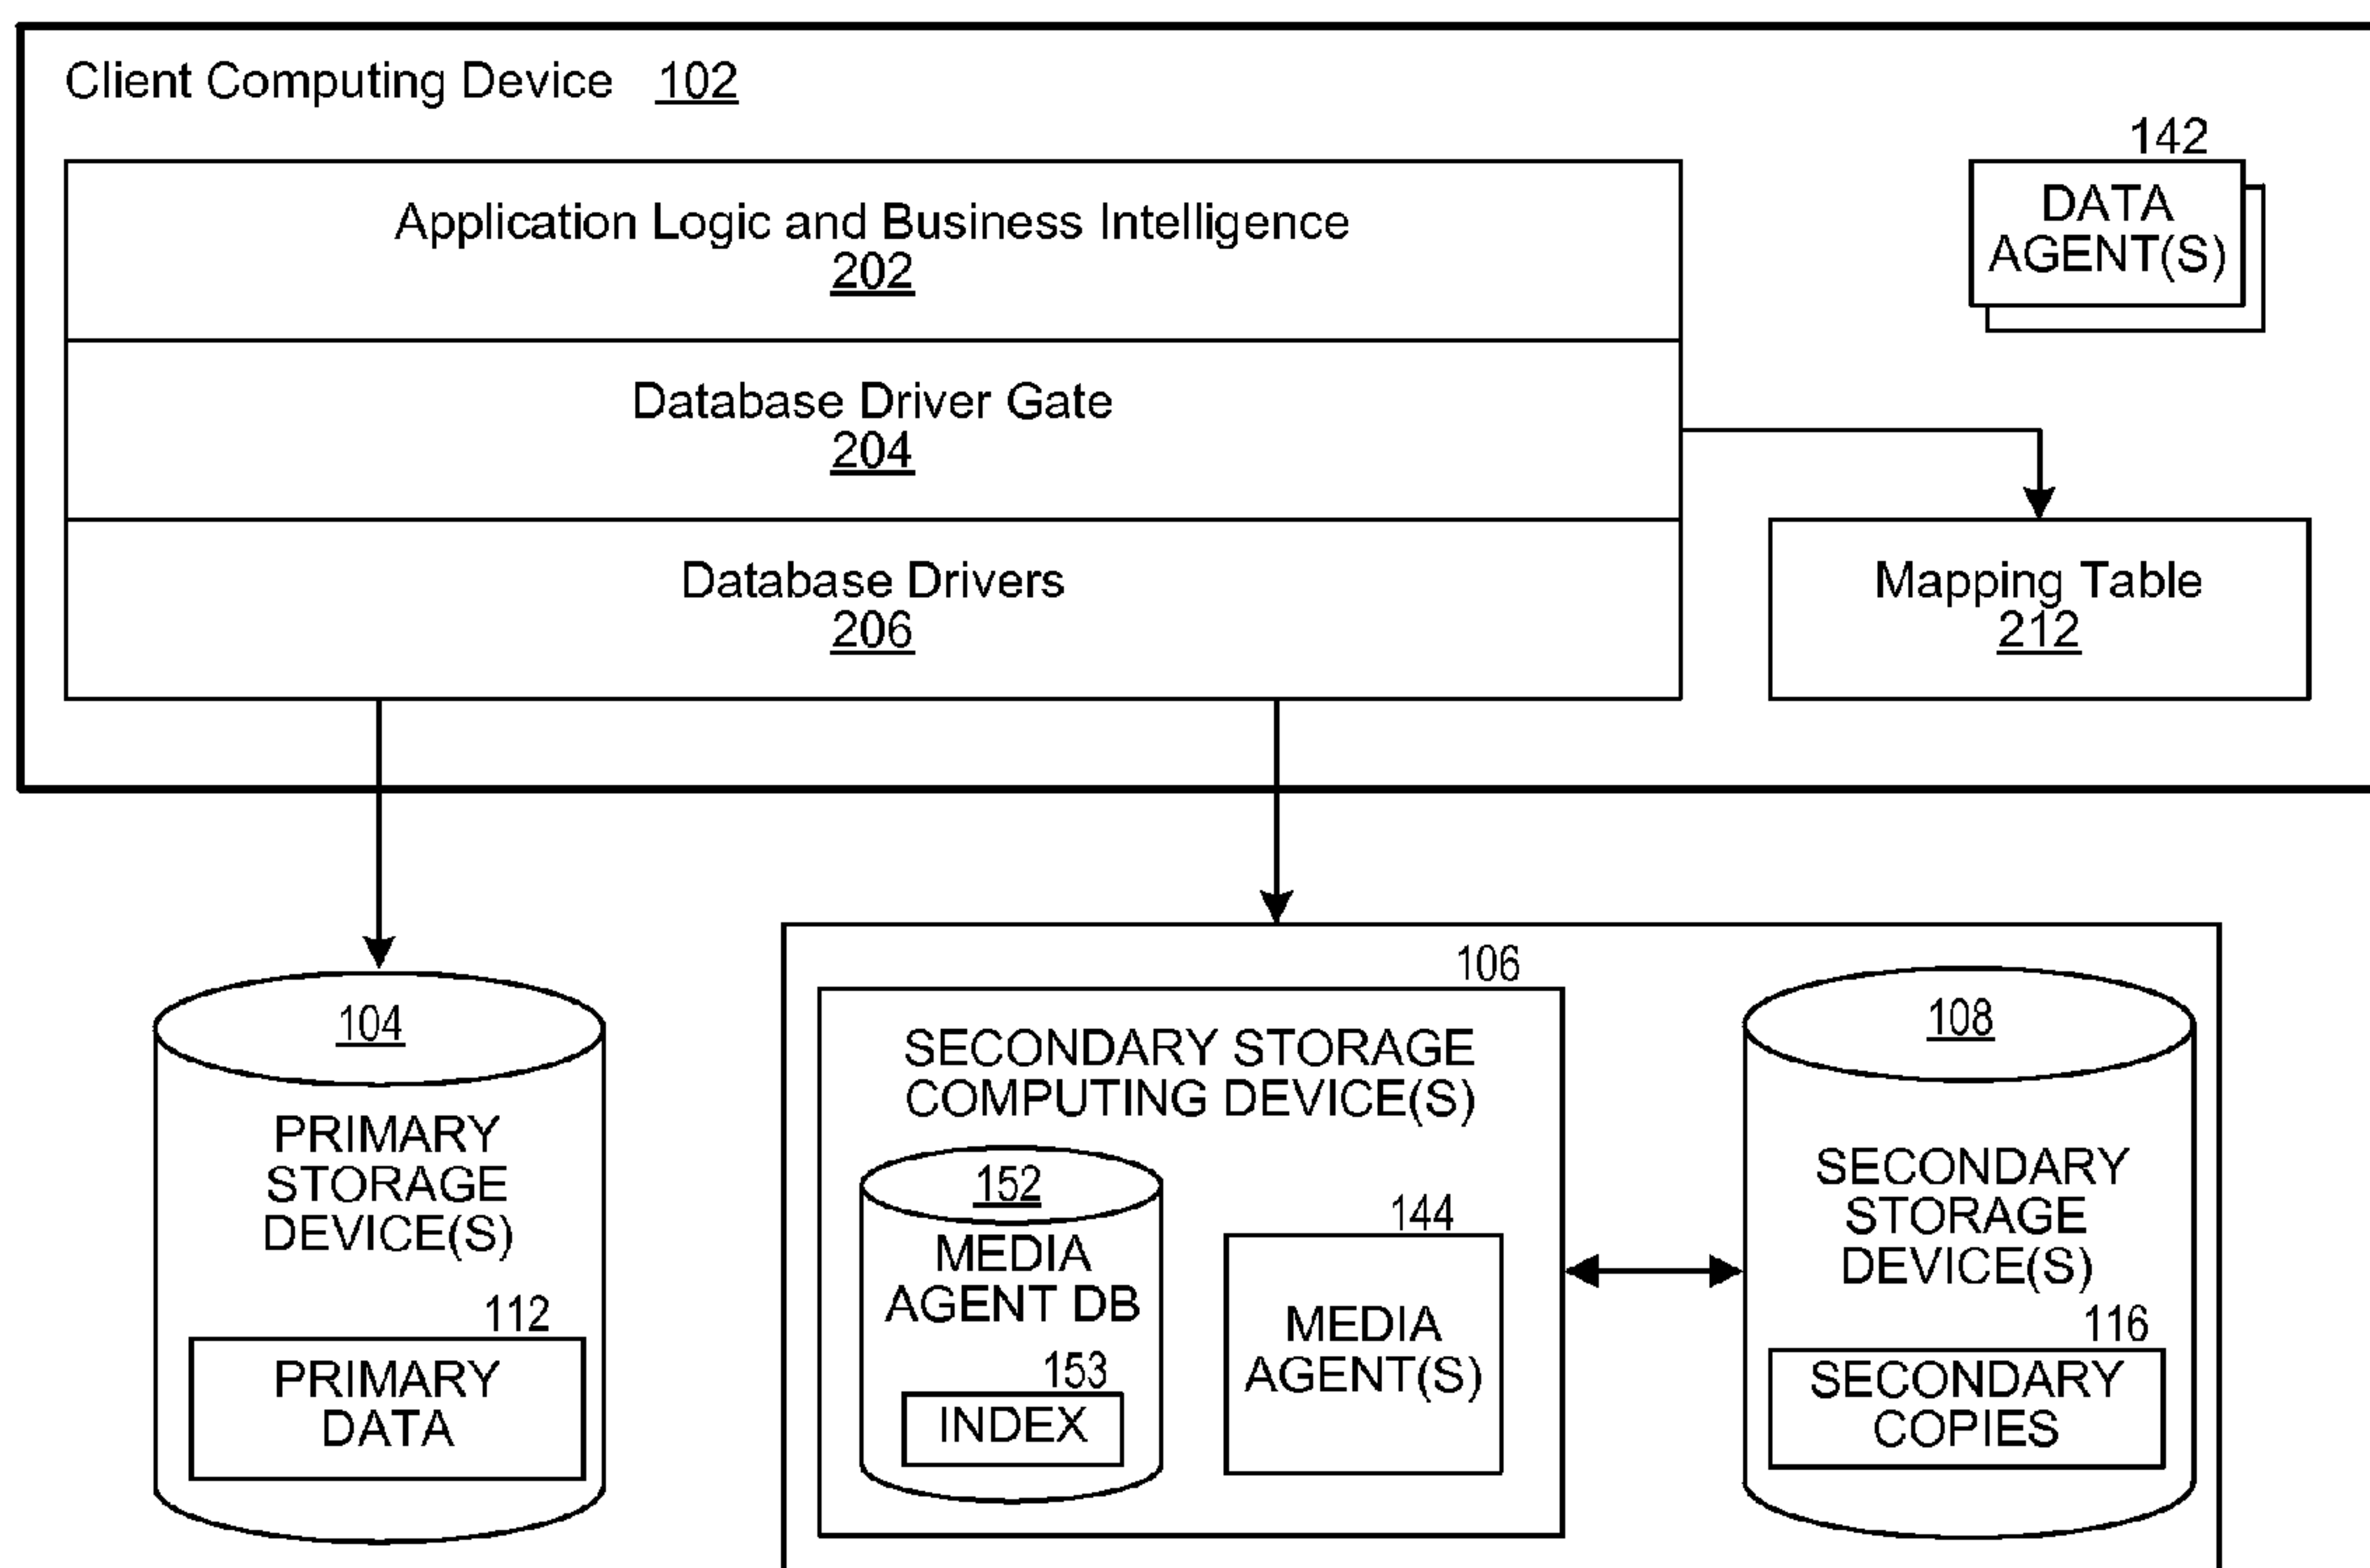 Client Computing Device 102
142
DATA
AGENT(S)
Application Logic and Business Intelligence
202
Database Driver Gate
204
Database Drivers
206
Mapping Table
212
104
PRIMARY
STORAGE
DEVICE(S)
112
PRIMARY
DATA
106
SECONDARY STORAGE
COMPUTING DEVICE(S)
152
MEDIA
AGENT DB
153
INDEX
144
MEDIA
AGENT(S)
108
SECONDARY
STORAGE
DEVICE(S)
116
SECONDARY
COPIES